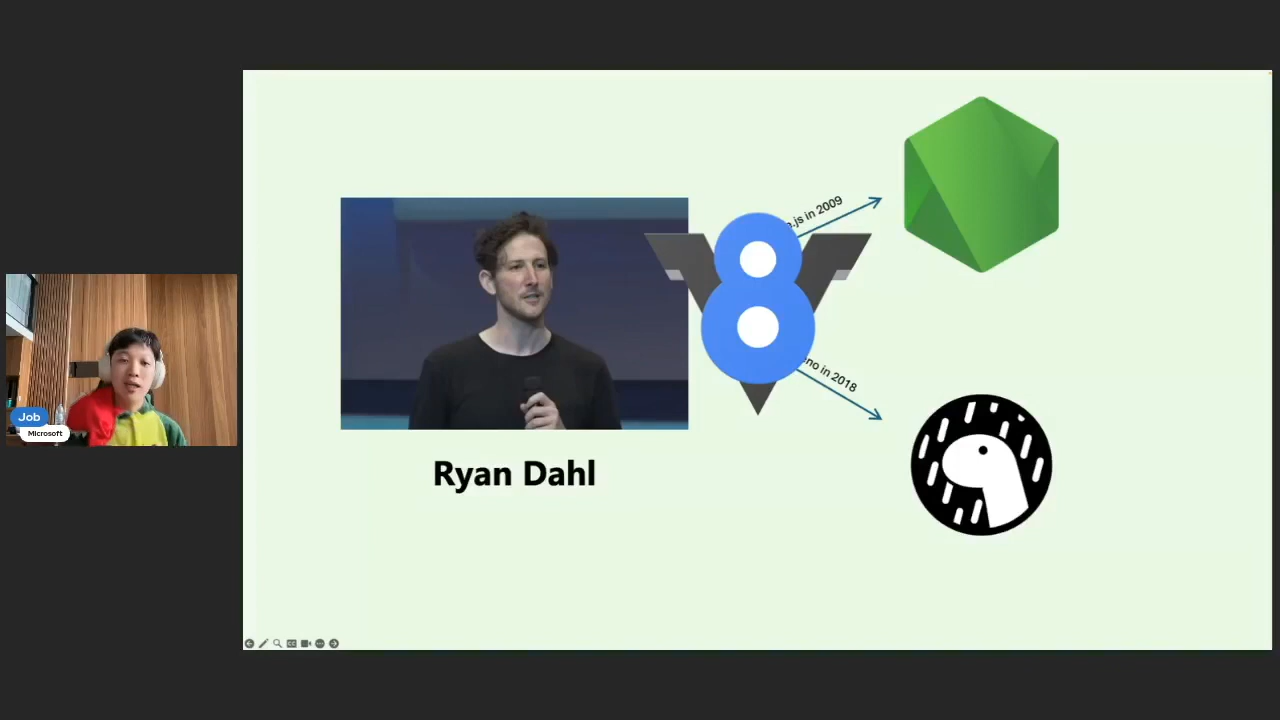 .js in 2009
no in 2018
Ryan Dahl
Job
Microsoft